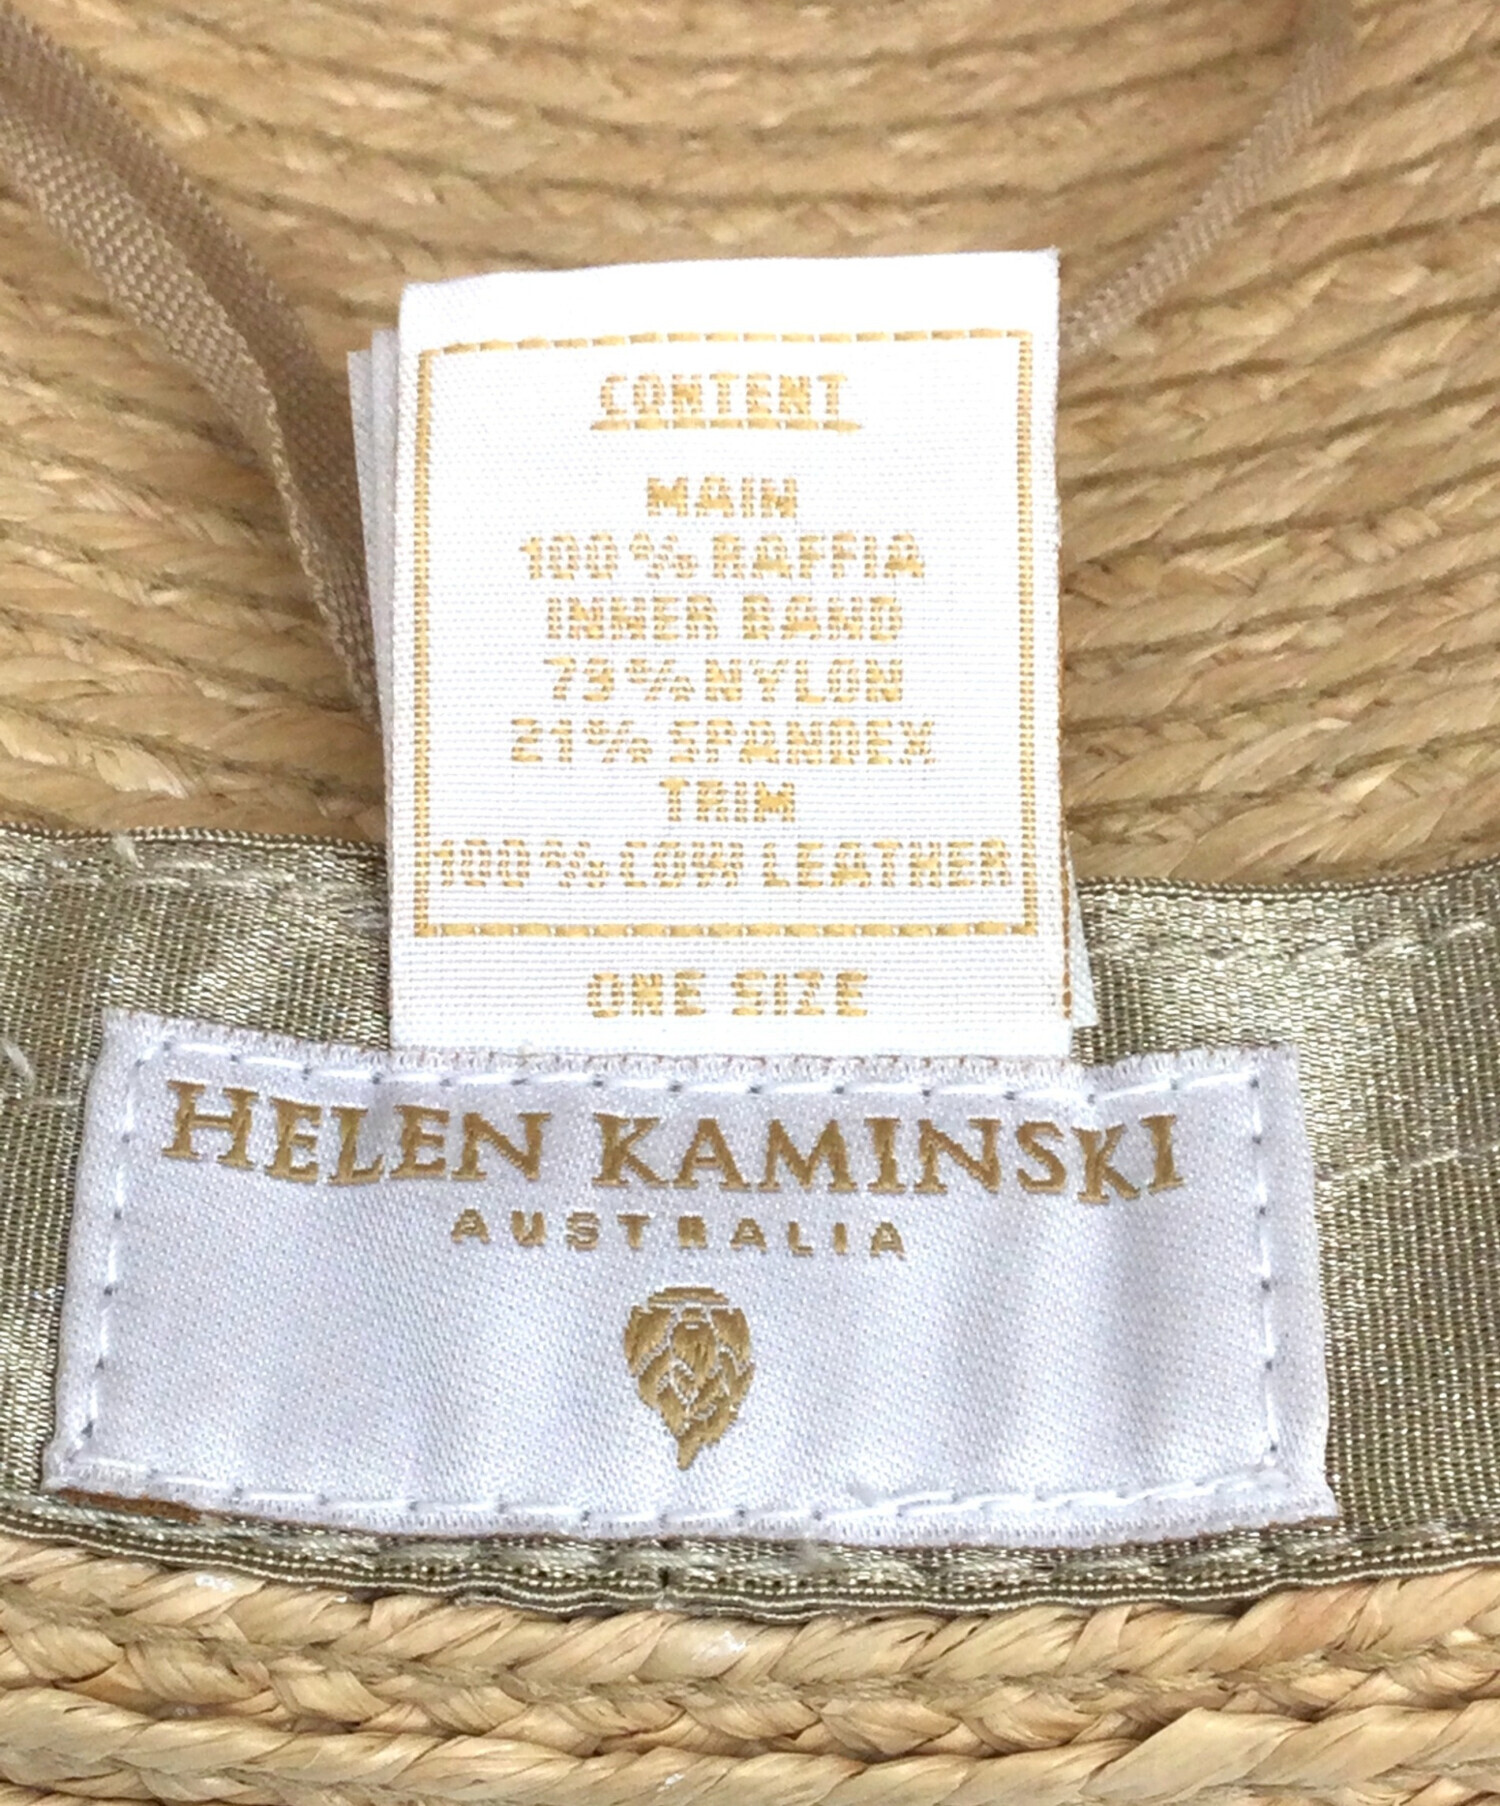 CONTENT
MAIN
100% RAFFIA
INNER BAND
79% NYLON
21% SPANDEX
TRIM
100% COW LEATHER
ONE SIZE
HELEN KAMINSKI
AUSTRALIA